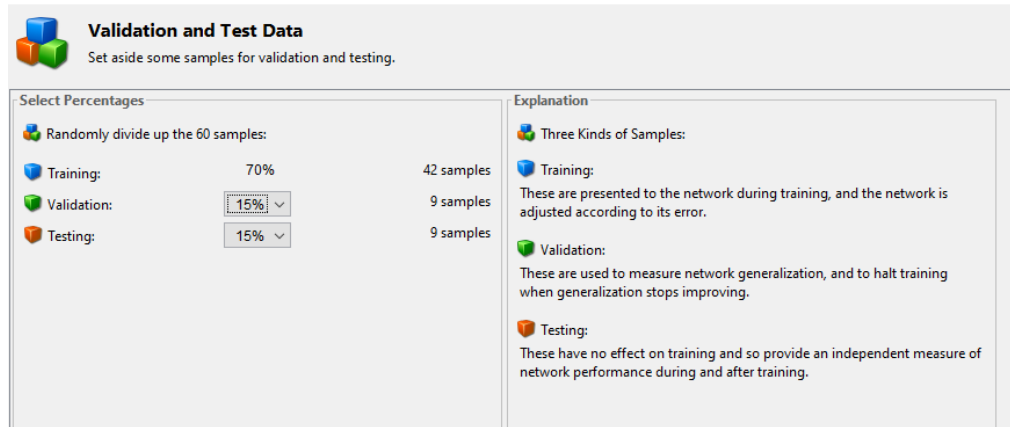 Validation and Test Data
Set aside some samples for validation and testing.
Select Percentages
Randomly divide up the 60 samples:
Training: 70% 42 samples
Validation: 15% 9 samples
Testing: 15% 9 samples
Explanation
Three Kinds of Samples:
Training:
These are presented to the network during training, and the network is
adjusted according to its error.
Validation:
These are used to measure network generalization, and to halt training
when generalization stops improving.
Testing:
These have no effect on training and so provide an independent measure of
network performance during and after training.